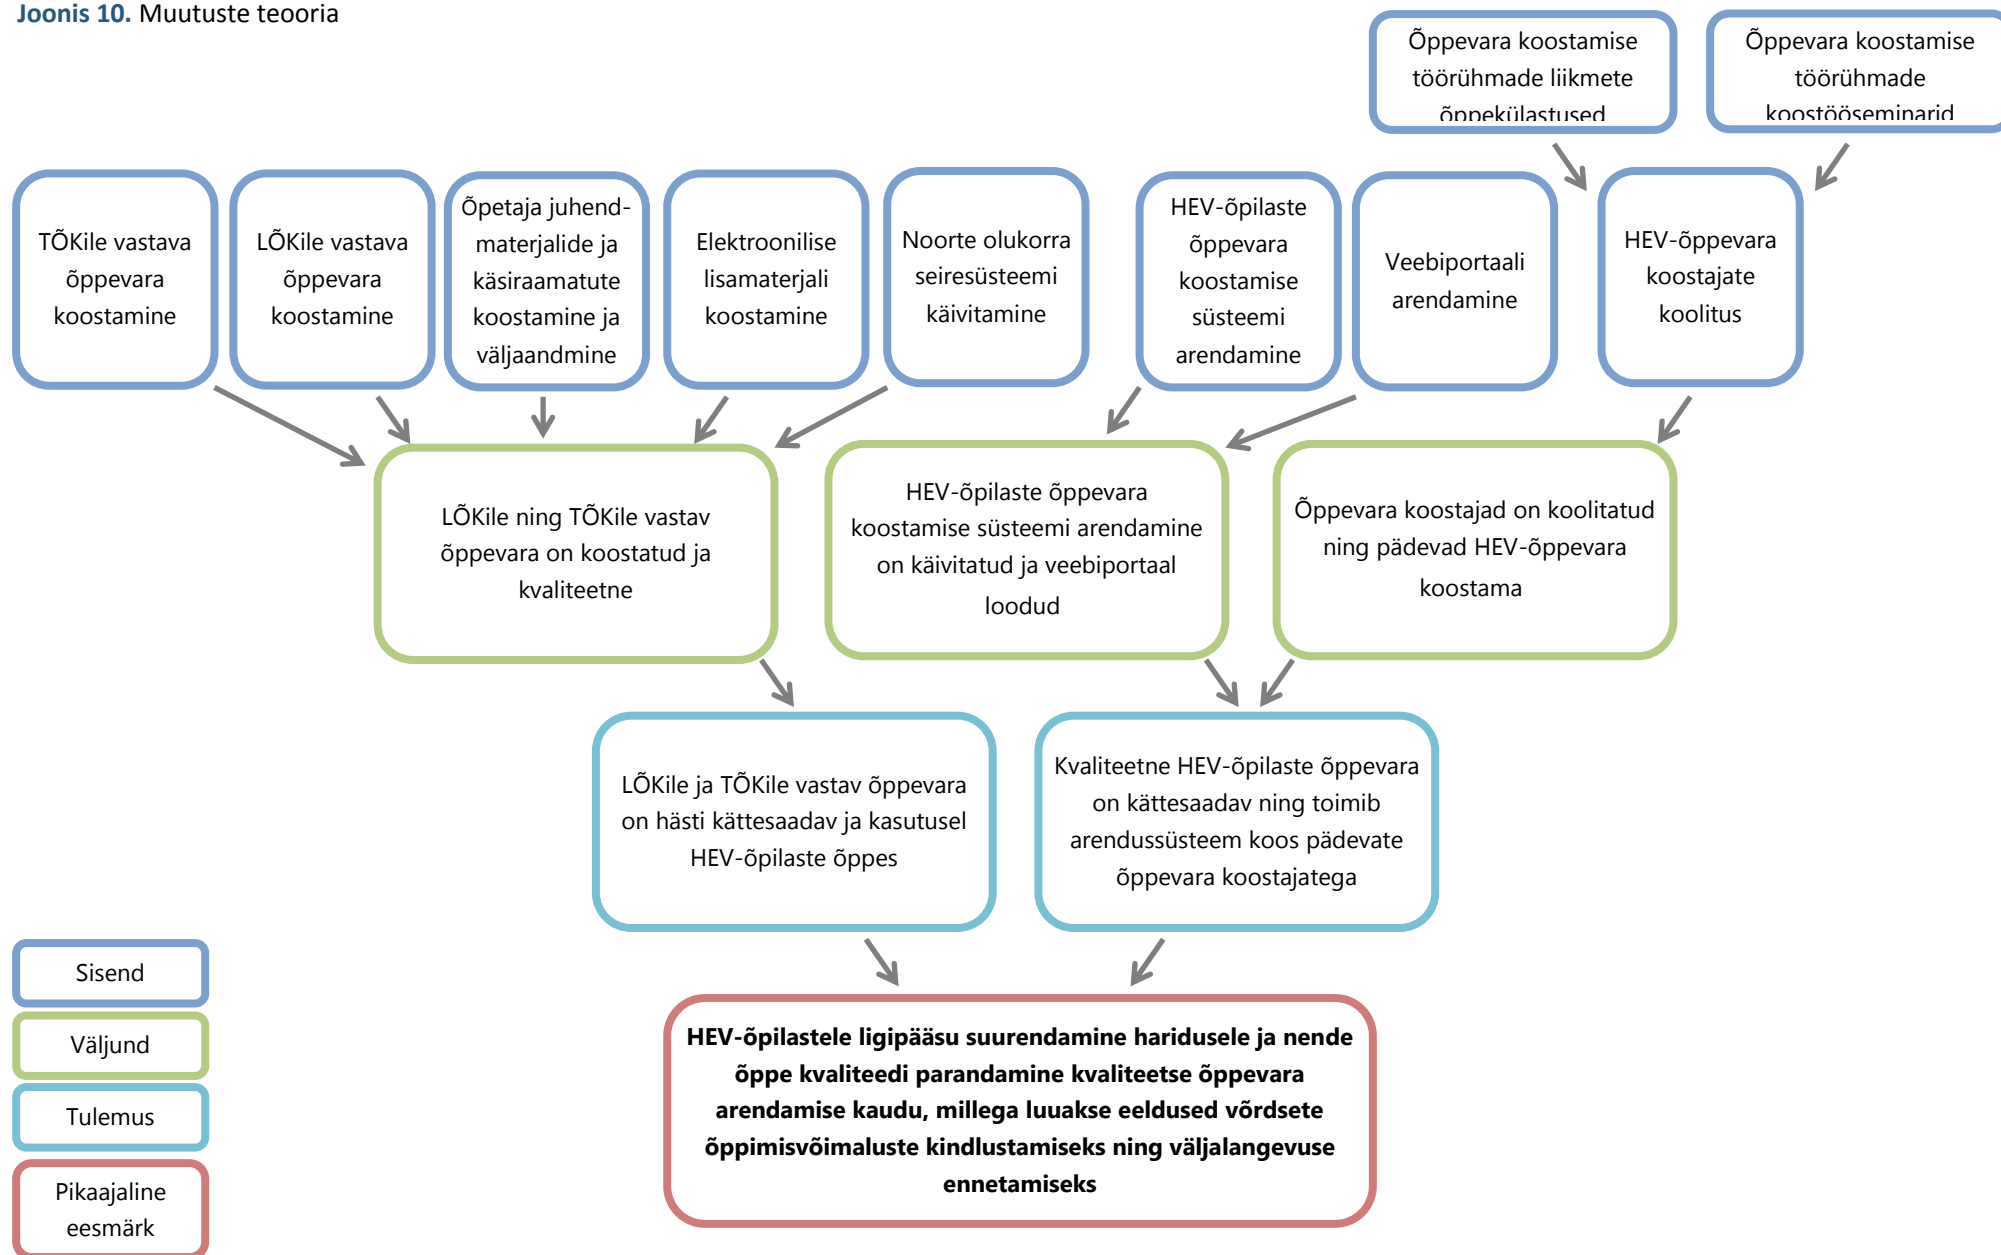 Joonis 10. Muutuste teooria
Õppevara koostamise
töörühmade liikmete
õppekülastused
Õppevara koostamise
töörühmade
koostööseminarid
TÕKile vastava
õppevara
koostamine
LÕKile vastava
õppevara
koostamine
Õpetaja juhend-
materjalide ja
käsiraamatute
koostamine ja
väljaandmine
Elektroonilise
lisamaterjali
koostamine
Noorte olukorra
seiresüsteemi
käivitamine
HEV-õpilaste
õppevara
koostamise
süsteemi
arendamine
Veebiportaali
arendamine
HEV-õppevara
koostajate
koolitus
LÕKile ning TÕKile vastav
õppevara on koostatud ja
kvaliteetne
HEV-õpilaste õppevara
koostamise süsteemi arendamine
on käivitatud ja veebiportaal
loodud
Õppevara koostajad on koolitatud
ning pädevad HEV-õppevara
koostama
LÕKile ja TÕKile vastav õppevara
on hästi kättesaadav ja kasutusel
HEV-õpilaste õppes
Kvaliteetne HEV-õpilaste õppevara
on kättesaadav ning toimib
arendussüsteem koos pädevate
õppevara koostajatega
HEV-õpilastele ligipääsu suurendamine haridusele ja nende
õppe kvaliteedi parandamine kvaliteetse õppevara
arendamise kaudu, millega luuakse eeldused võrdsete
õppimisvõimaluste kindlustamiseks ning väljalangevuse
ennetamiseks
Sisend
Väljund
Tulemus
Pikaajaline
eesmärk